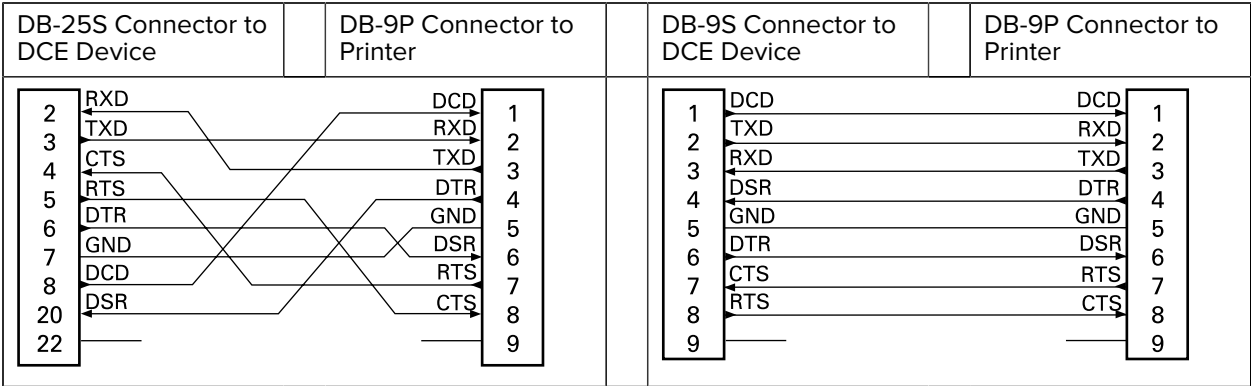 DB-25S Connector to
DCE Device
DB-9P Connector to
Printer
DB-9S Connector to
DCE Device
DB-9P Connector to
Printer
2 RXD DCD 1
3 TXD RXD 2
4 CTS TXD 3
5 RTS DTR 4
6 DTR GND 5
7 GND DSR 6
8 DCD RTS 7
20 DSR CTS 8
22 9
1 DCD DCD 1
2 TXD RXD 2
3 RXD TXD 3
4 DSR DTR 4
5 GND GND 5
6 DTR DSR 6
7 CTS RTS 7
8 RTS CTS 8
9 9